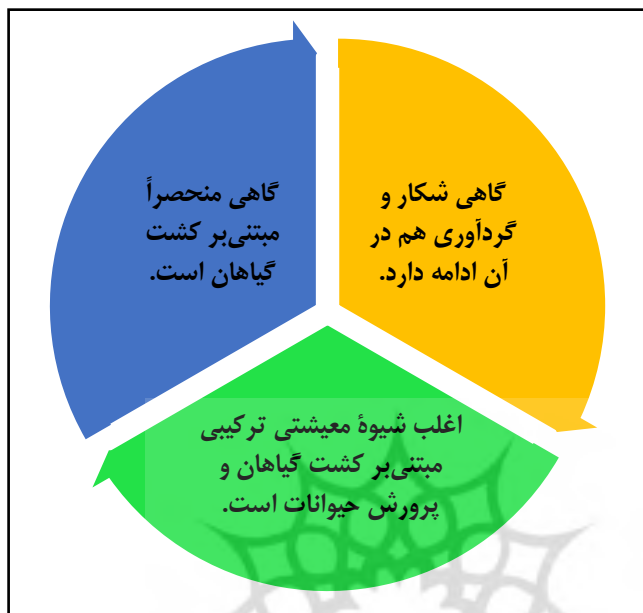 گاهی شکار و
گردآوری هم در
آن ادامه دارد.
اغلب شیوهٔ معیشتی ترکیبی
مبتنی‌بر کشت گیاهان و
پرورش حیوانات است.
گاهی منحصراً
مبتنی‌بر کشت
گیاهان است.